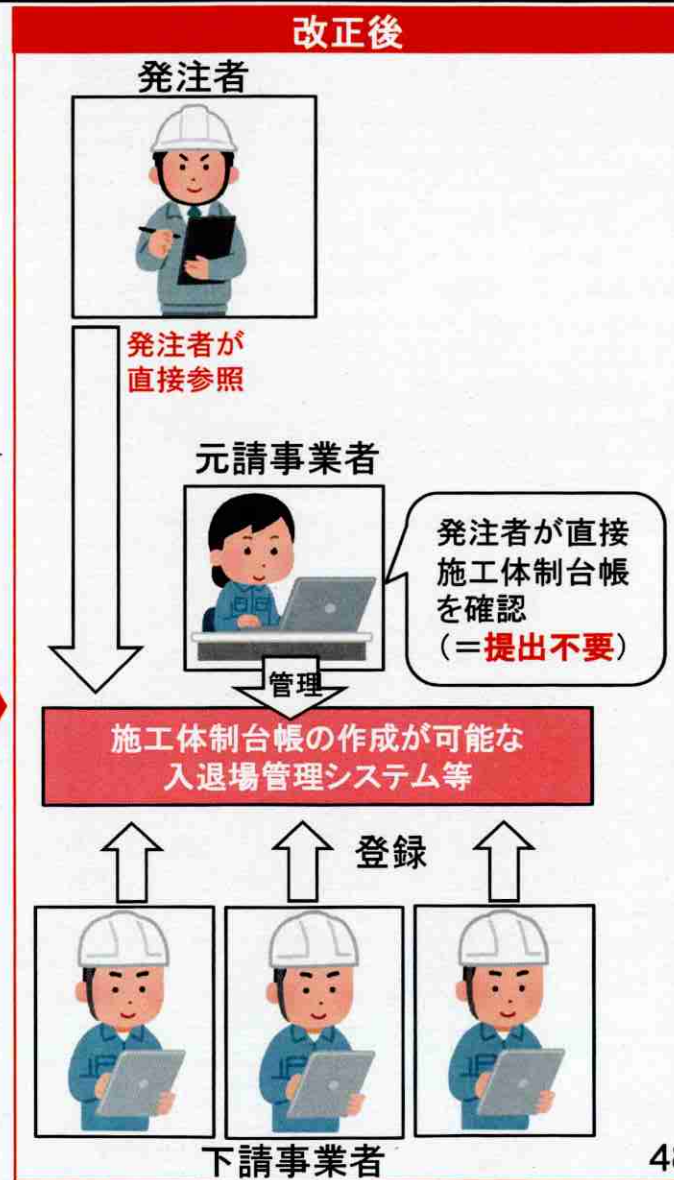 改正後
発注者
発注者が
直接参照
元請事業者
発注者が直接
施工体制台帳
を確認
（＝提出不要）
管理
施工体制台帳の作成が可能な
入退場管理システム等
登録
下請事業者
48